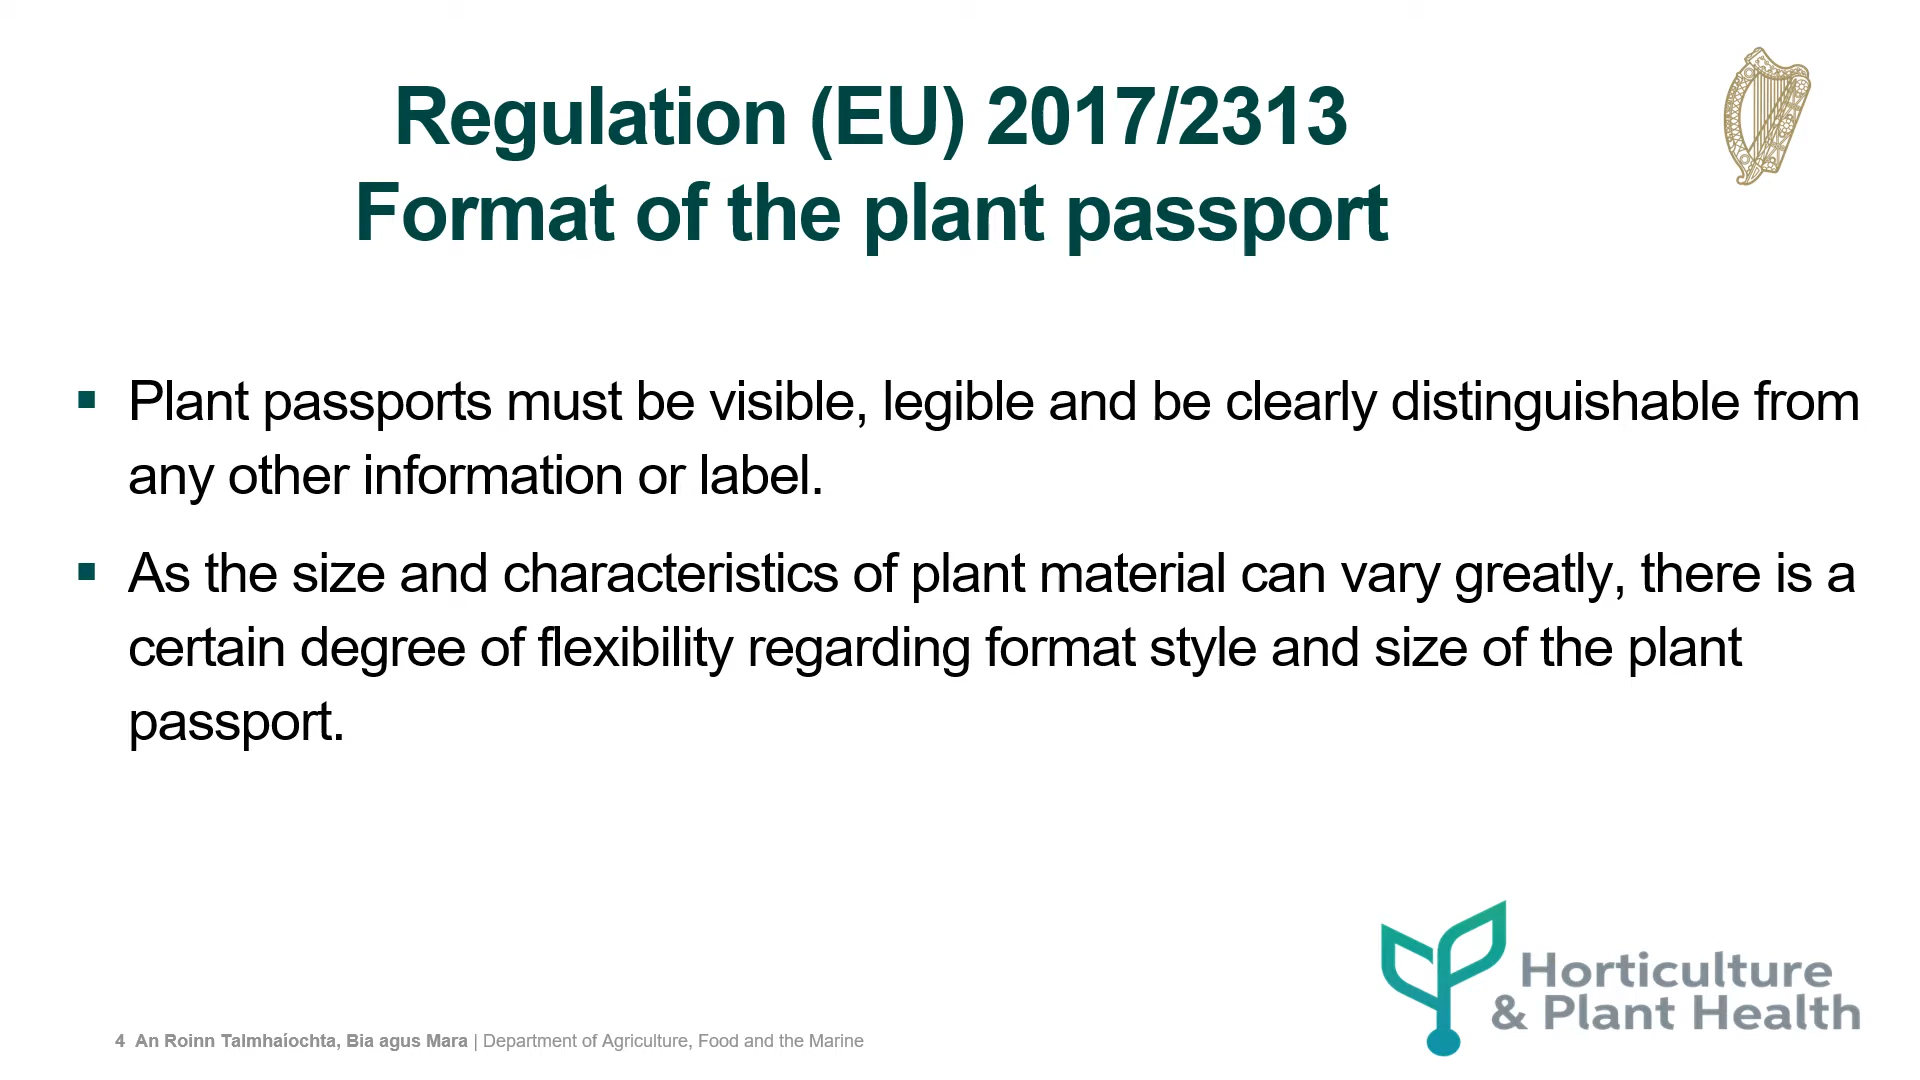 Regulation (EU) 2017/2313
Format of the plant passport
▪ Plant passports must be visible, legible and be clearly distinguishable from
any other information or label.
▪ As the size and characteristics of plant material can vary greatly, there is a
certain degree of flexibility regarding format style and size of the plant
passport.
Horticulture
& Plant Health
4 An Roinn Talmhaíochta, Bia agus Mara | Department of Agriculture, Food and the Marine